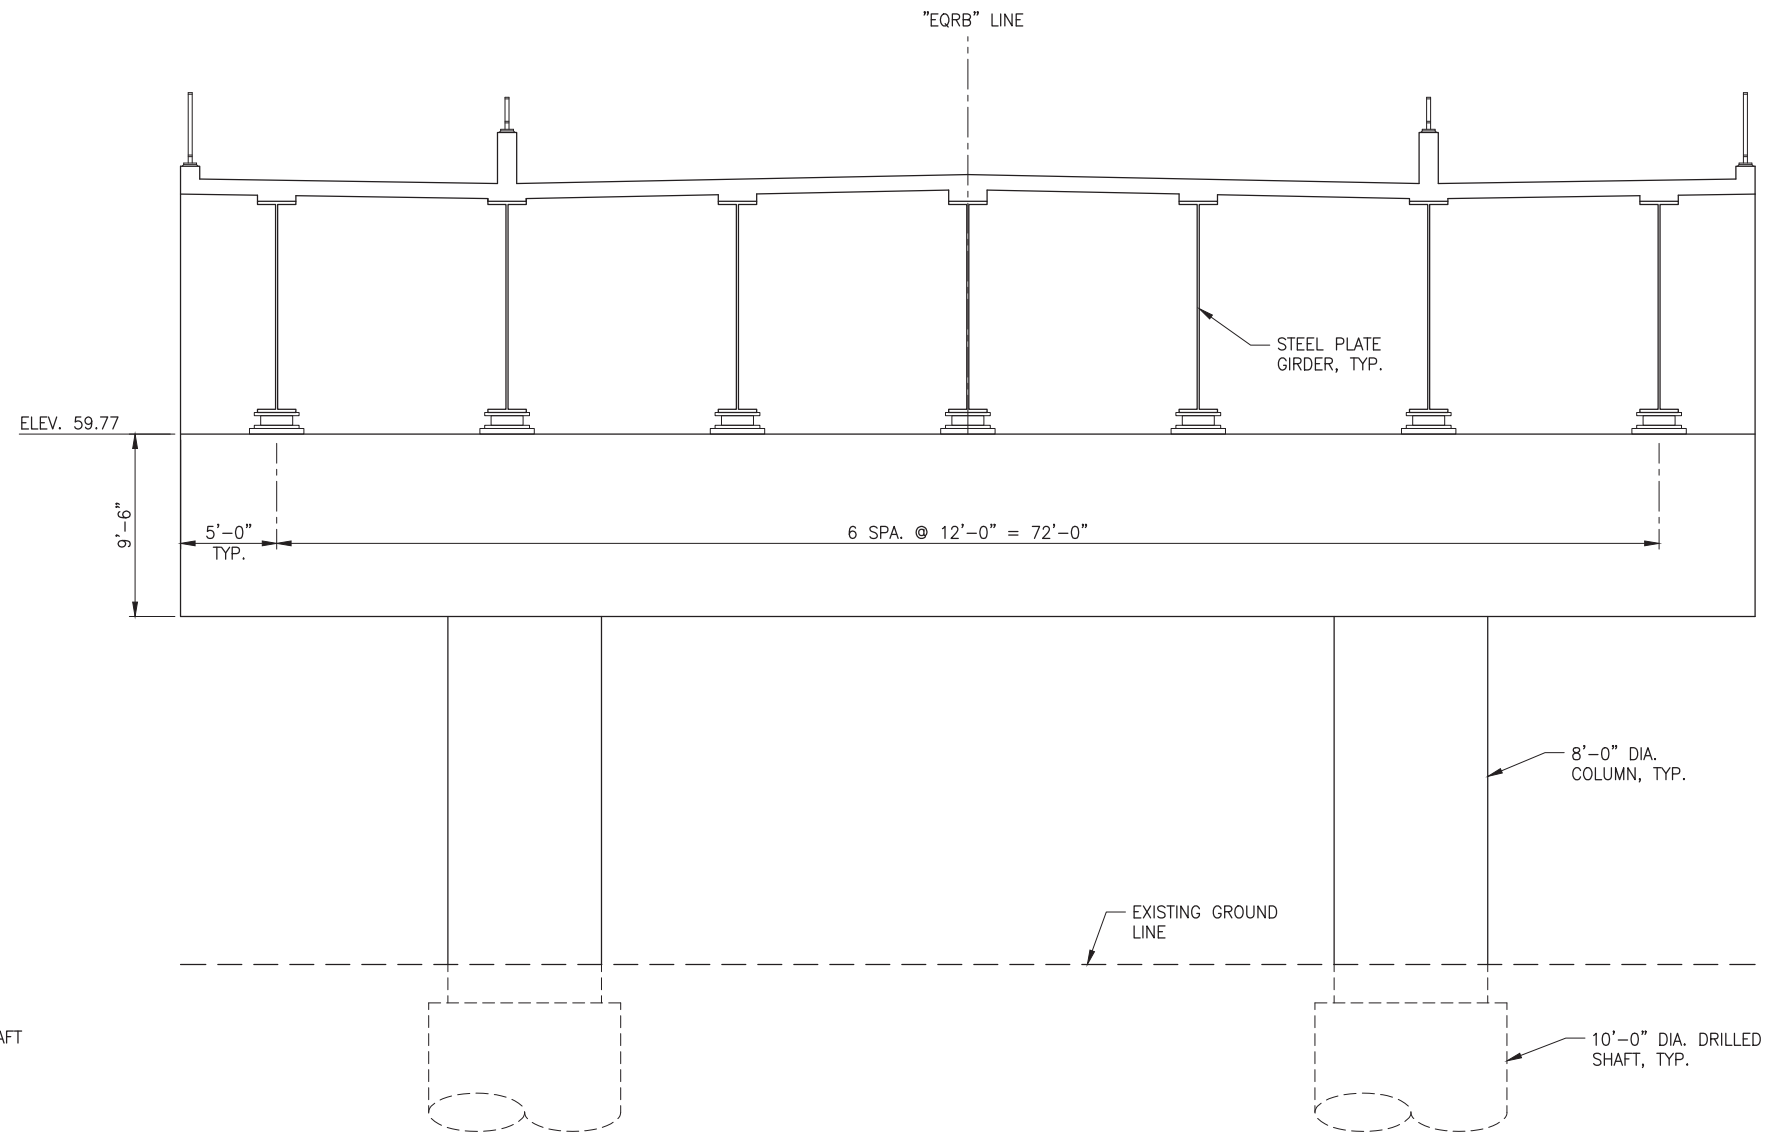 "EQRB" LINE
STEEL PLATE
GIRDER, TYP.
ELEV. 59.77
9'-6"
5'-0"
TYP.
6 SPA. @ 12'-0" = 72'-0"
8'-0" DIA.
COLUMN, TYP.
EXISTING GROUND
LINE
AFT
10'-0" DIA. DRILLED
SHAFT, TYP.